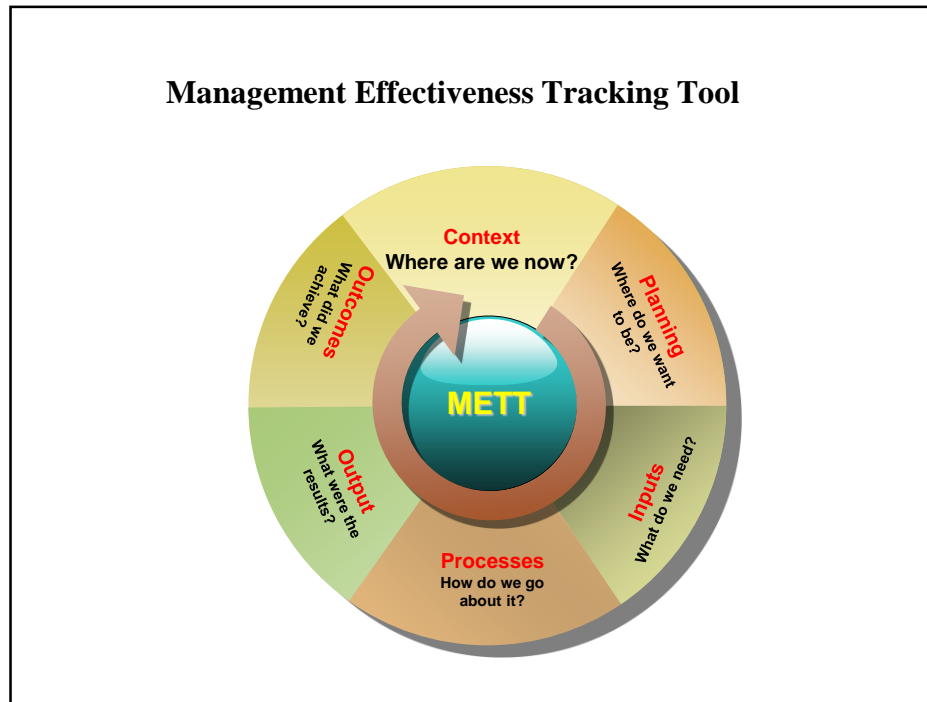 Management Effectiveness Tracking Tool
Context
Where are we now?
Planning
Where do we want
to be?
Inputs
What do we need?
Processes
How do we go
about it?
Output
What were the
results?
Outcomes
What did we
achieve?
METT